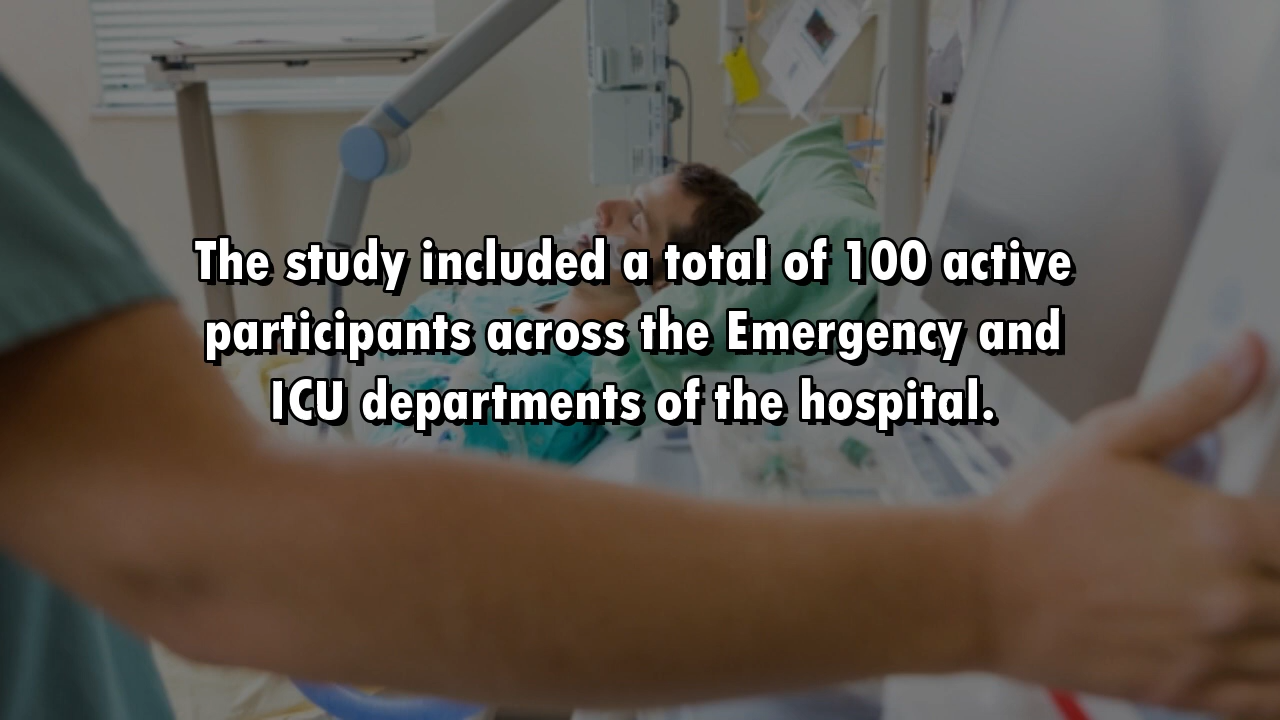 The study included a total of 100 active
participants across the Emergency and
ICU departments of the hospital.